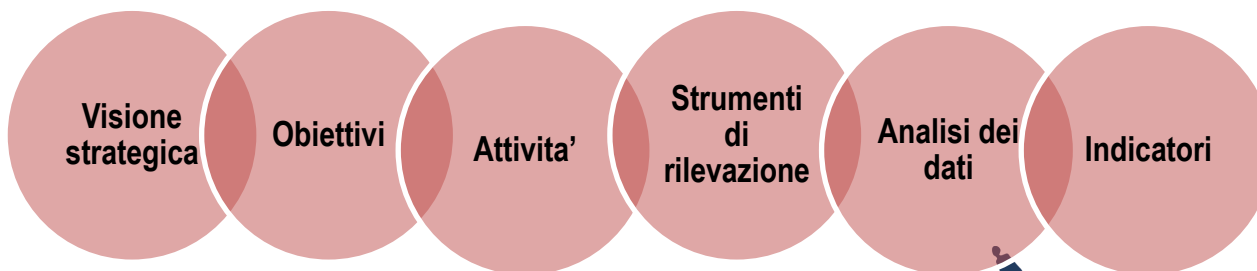 Visione
strategica
Obiettivi
Attivita’
Strumenti
di
rilevazione
Analisi dei
dati
Indicatori